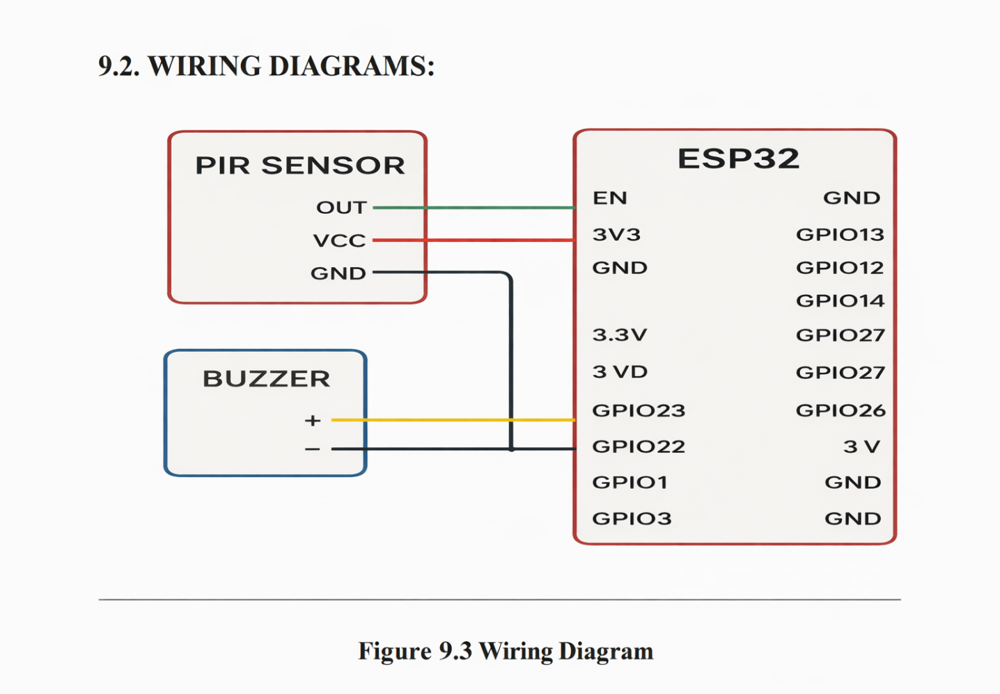 9.2. WIRING DIAGRAMS:
PIR SENSOR
OUT
VCC
GND
BUZZER
+
−
ESP32
EN GND
3V3 GPIO13
GND GPIO12
GPIO14
3.3V GPIO27
3 VD GPIO27
GPIO23 GPIO26
GPIO22 3 V
GPIO1 GND
GPIO3 GND
Figure 9.3 Wiring Diagram